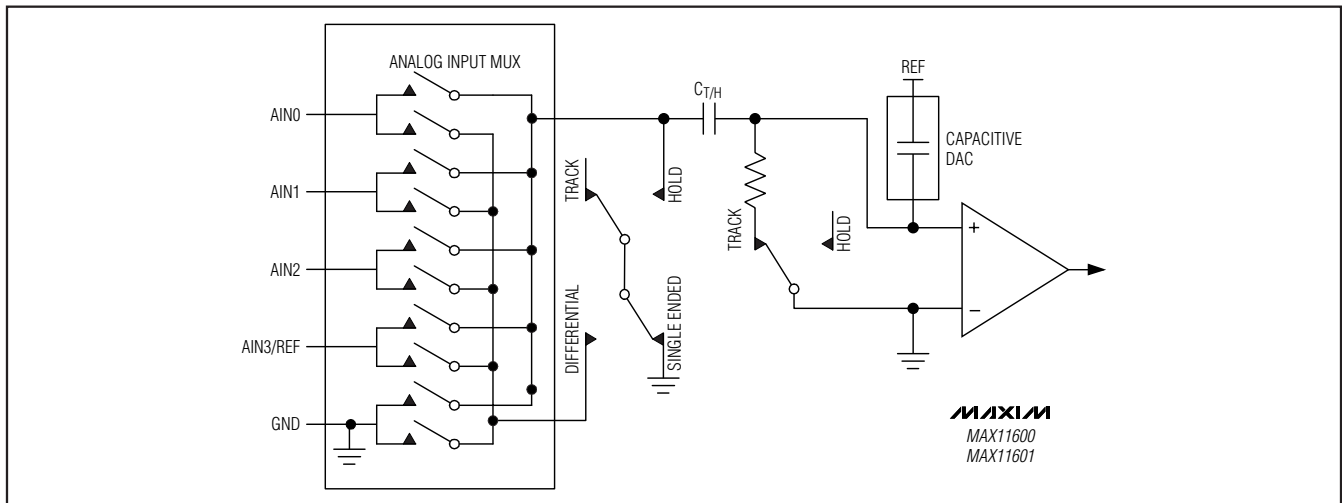 ANALOG INPUT MUX
REF
C_T/H
AIN0
CAPACITIVE
DAC
TRACK
HOLD
AIN1
TRACK
HOLD
+
AIN2
−
DIFFERENTIAL
SINGLE ENDED
AIN3/REF
GND
MAXIM
MAX11600
MAX11601